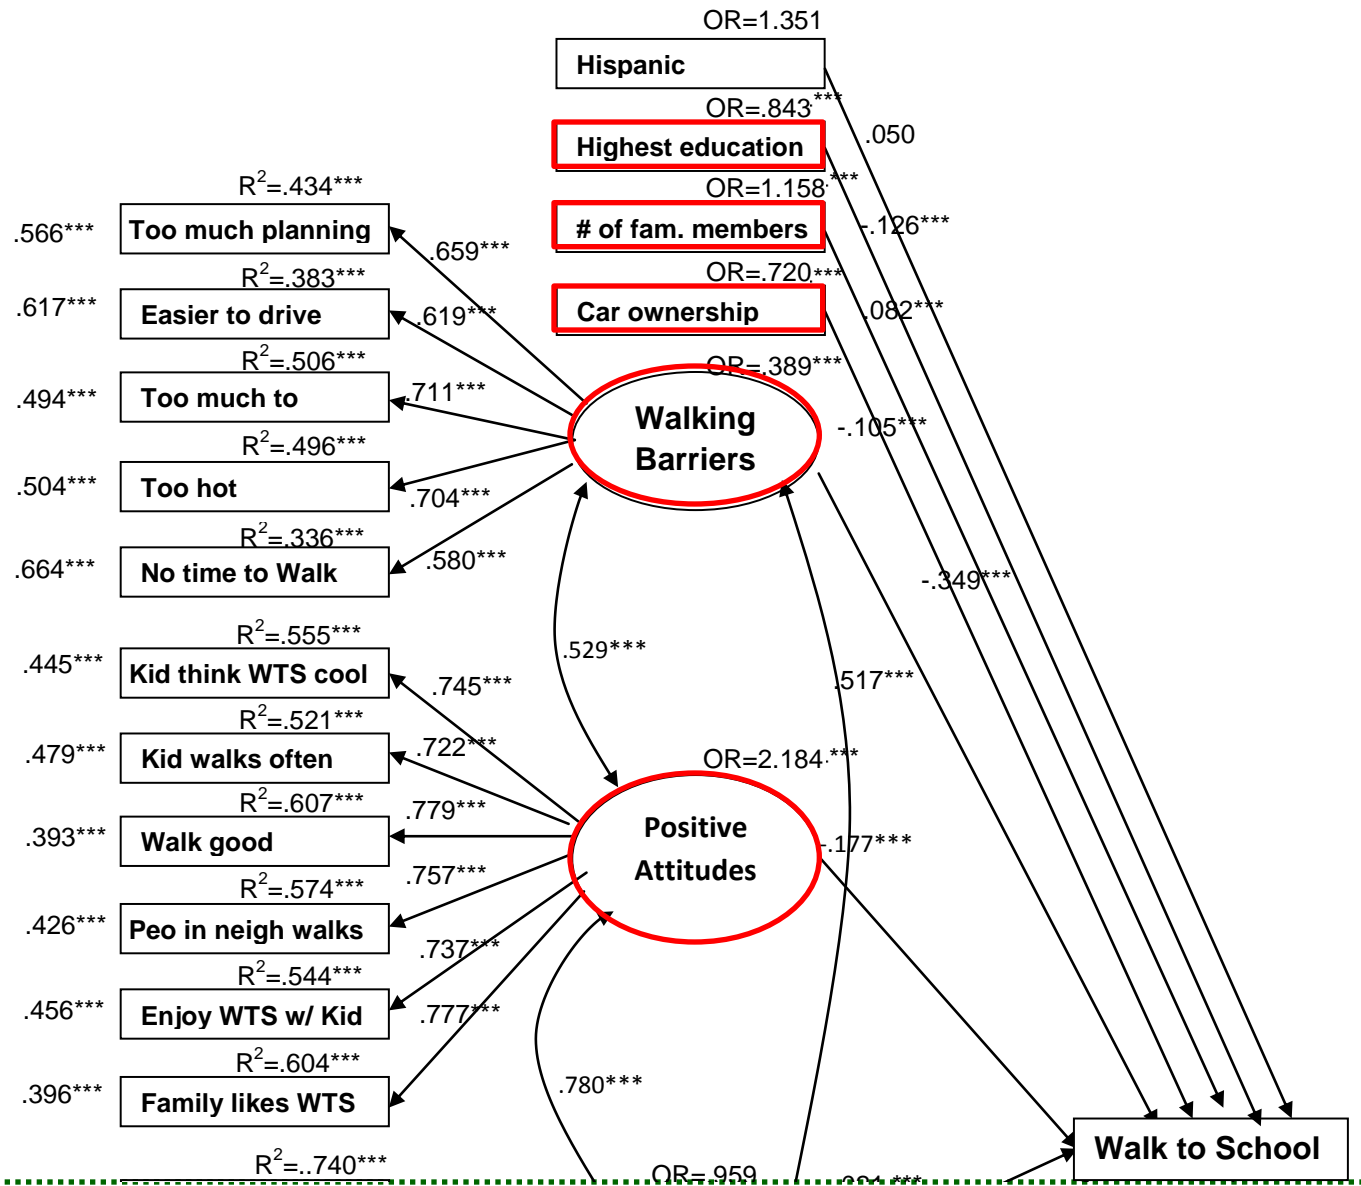 OR=1.351
Hispanic
OR=.843.***
.050
Highest education
R²=.434***
OR=1.158.***
.566***
Too much planning
.659***
# of fam. members
-.126***
R²=.383***
OR=.720.***
.617***
Easier to drive
.619***
Car ownership
.082***
R²=.506***
OR=.389***
.494***
Too much to
.711***
Walking
-.105***
R²=.496***
Barriers
.504***
Too hot
.704***
R²=.336***
.664***
No time to Walk
.580***
-.349***
R²=.555***
.445***
Kid think WTS cool
.745***
.529***
.517***
R²=.521***
.479***
Kid walks often
.722***
OR=2.184.***
R²=.607***
.393***
Walk good
.779***
Positive
-.177***
R²=.574***
.757***
Attitudes
.426***
Peo in neigh walks
.737***
R²=.544***
.456***
Enjoy WTS w/ Kid
.777***
R²=.604***
.780***
.396***
Family likes WTS
Walk to School
R²=..740***
OR=.959